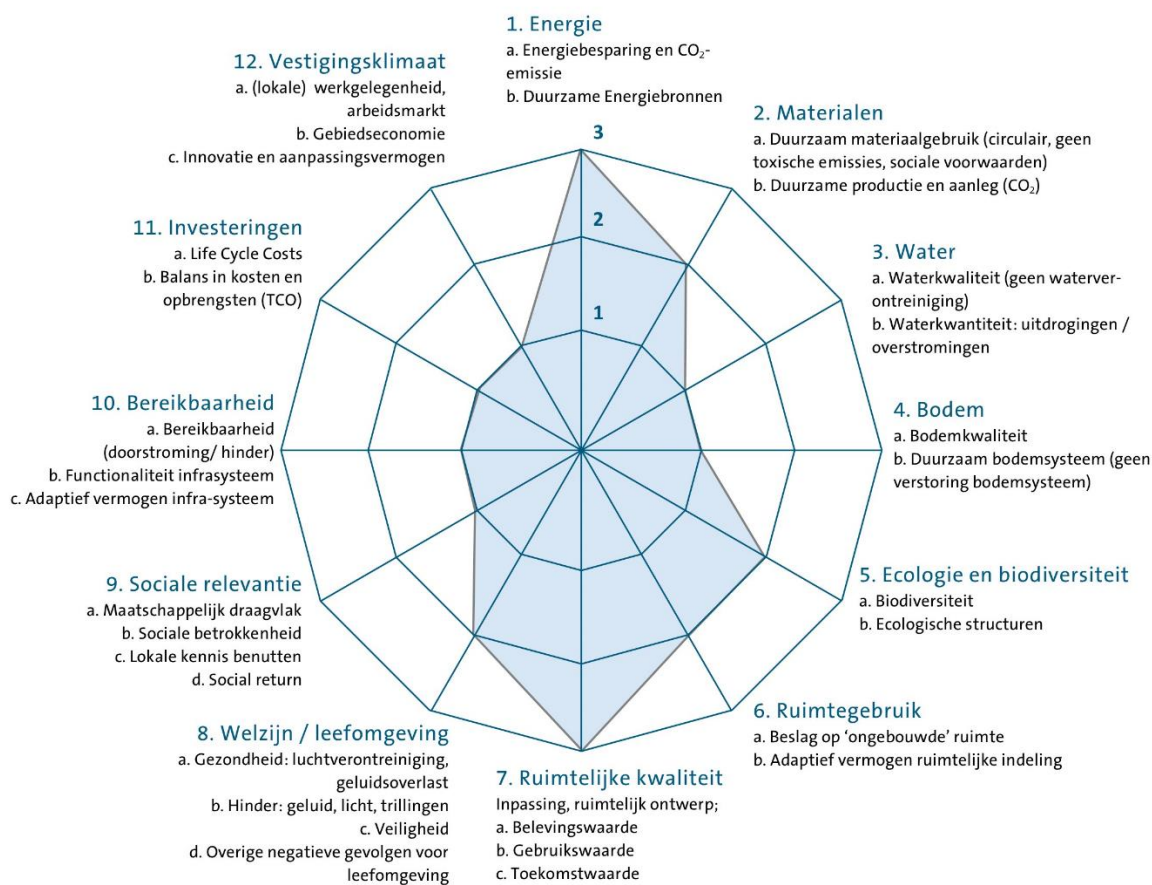 1. Energie
a. Energiebesparing en CO₂-
emissie
b. Duurzame Energiebronnen
2. Materialen
a. Duurzaam materiaalgebruik (circulair, geen
toxische emissies, sociale voorwaarden)
b. Duurzame productie en aanleg (CO₂)
3. Water
a. Waterkwaliteit (geen waterver-
ontreiniging)
b. Waterkwantiteit: uitdrogingen /
overstromingen
4. Bodem
a. Bodemkwaliteit
b. Duurzaam bodemsysteem (geen
verstoring bodemsysteem)
5. Ecologie en biodiversiteit
a. Biodiversiteit
b. Ecologische structuren
6. Ruimtegebruik
a. Beslag op ‘ongebouwde’ ruimte
b. Adaptief vermogen ruimtelijke indeling
7. Ruimtelijke kwaliteit
Inpassing, ruimtelijk ontwerp;
a. Belevingswaarde
b. Gebruikswaarde
c. Toekomstwaarde
8. Welzijn / leefomgeving
a. Gezondheid: luchtverontreiniging,
geluidsoverlast
b. Hinder: geluid, licht, trillingen
c. Veiligheid
d. Overige negatieve gevolgen voor
leefomgeving
9. Sociale relevantie
a. Maatschappelijk draagvlak
b. Sociale betrokkenheid
c. Lokale kennis benutten
d. Social return
10. Bereikbaarheid
a. Bereikbaarheid
(doorstroming/ hinder)
b. Functionaliteit infrasysteem
c. Adaptief vermogen infra-systeem
11. Investeringen
a. Life Cycle Costs
b. Balans in kosten en
opbrengsten (TCO)
12. Vestigingsklimaat
a. (lokale) werkgelegenheid,
arbeidsmarkt
b. Gebiedseconomie
c. Innovatie en aanpassingsvermogen
3
2
1